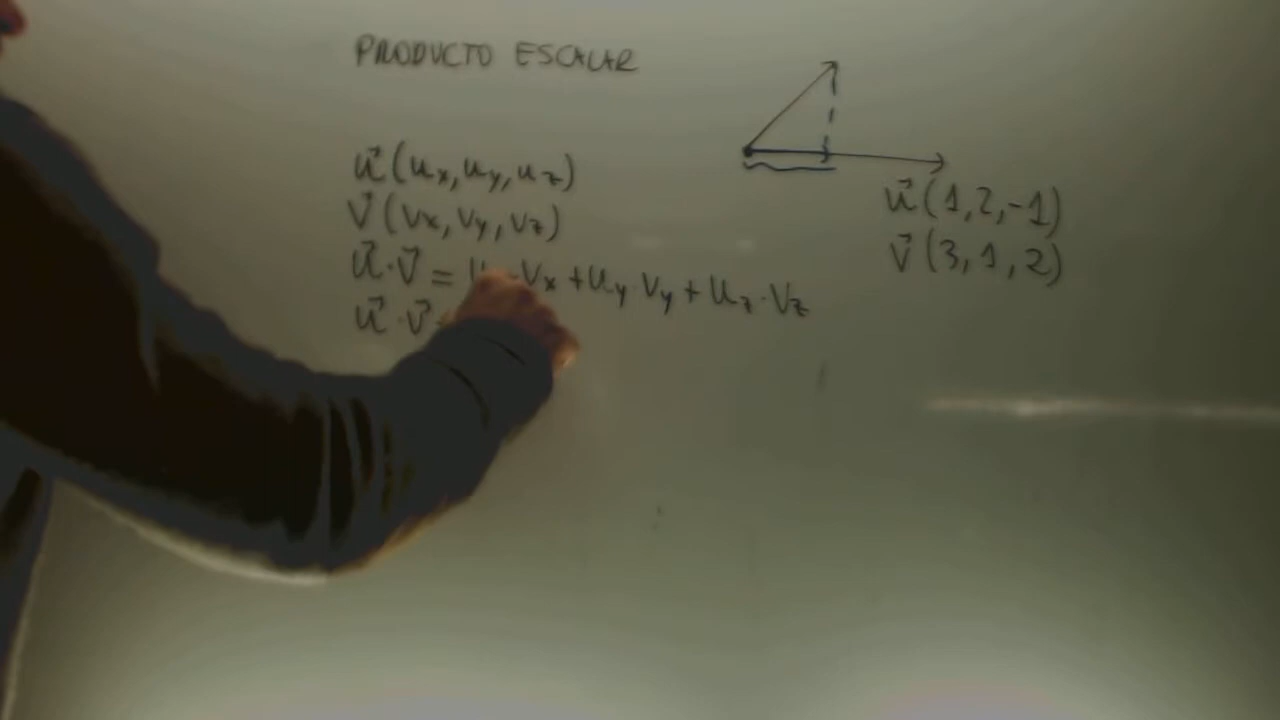 PRODUCTO ESCALAR
u⃗(ux, uy, uz)
v⃗(vx, vy, vz)
u⃗·v⃗ = vx + uy·vy + uz·vz
u⃗·v⃗
u⃗(1,2,-1)
v⃗(3,1,2)